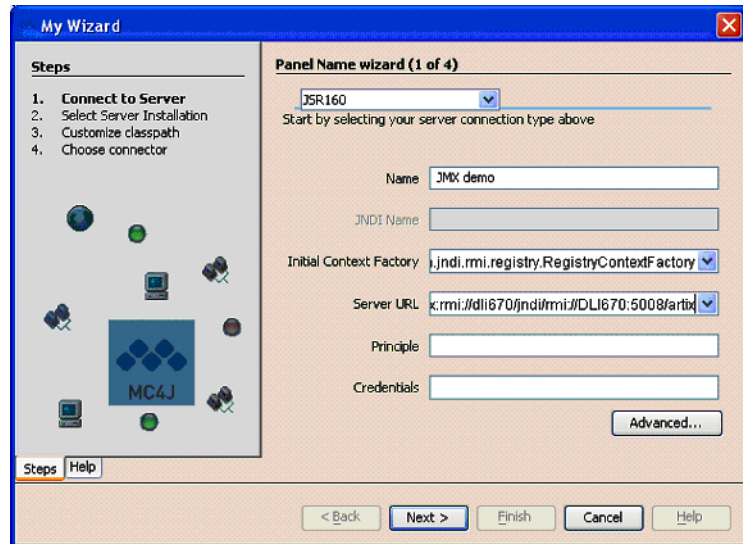 My Wizard
Steps
1. Connect to Server
2. Select Server Installation
3. Customize classpath
4. Choose connector
MC4J
Steps Help
Panel Name wizard (1 of 4)
JSR160
Start by selecting your server connection type above
Name JMX demo
JNDI Name
Initial Context Factory .jndi.rmi.registry.RegistryContextFactory
Server URL x:rmi://dli670/jndi/rmi://DLI670:5008/artix
Principle
Credentials
Advanced...
< Back Next > Finish Cancel Help